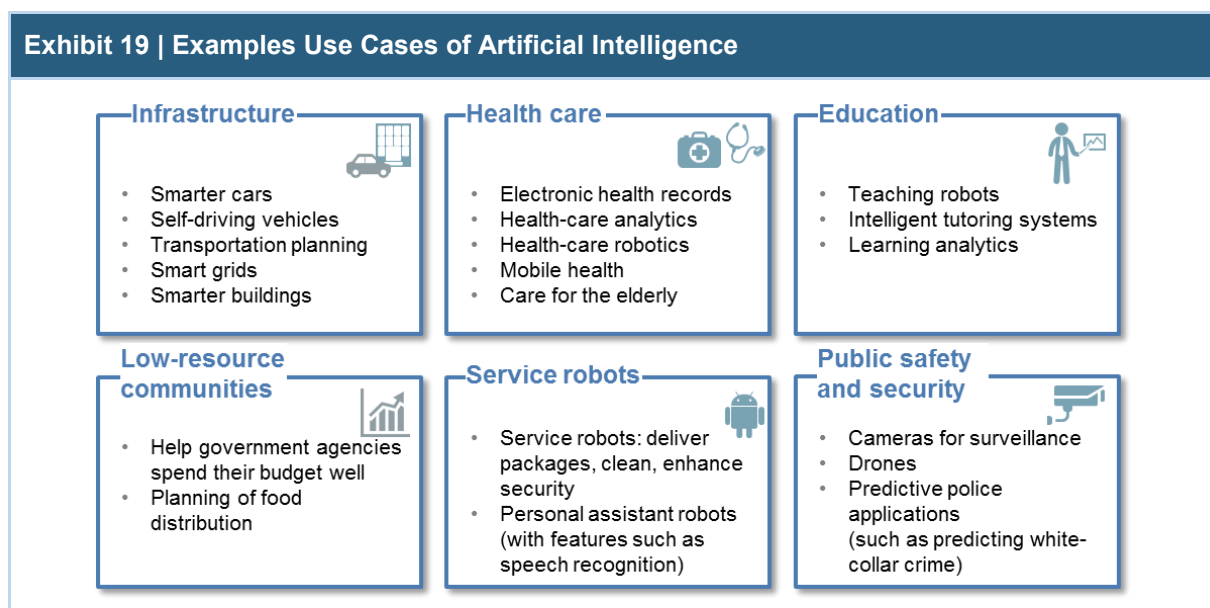 Exhibit 19 | Examples Use Cases of Artificial Intelligence
Infrastructure
• Smarter cars
• Self-driving vehicles
• Transportation planning
• Smart grids
• Smarter buildings
Health care
• Electronic health records
• Health-care analytics
• Health-care robotics
• Mobile health
• Care for the elderly
Education
• Teaching robots
• Intelligent tutoring systems
• Learning analytics
Low-resource
communities
• Help government agencies
spend their budget well
• Planning of food
distribution
Service robots
• Service robots: deliver
packages, clean, enhance
security
• Personal assistant robots
(with features such as
speech recognition)
Public safety
and security
• Cameras for surveillance
• Drones
• Predictive police
applications
(such as predicting white-
collar crime)